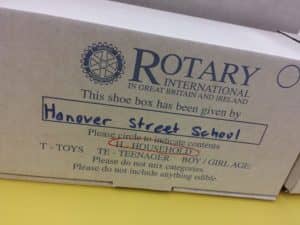 ROTARY
INTERNATIONAL
IN GREAT BRITAIN AND IRELAND
This shoe box has been given by
Hanover Street School
Please circle to indicate contents
H - HOUSEHOLD
T - TOYS TE - TEENAGER BOY / GIRL AGE
Please do not mix categories
Please do not include anything edible